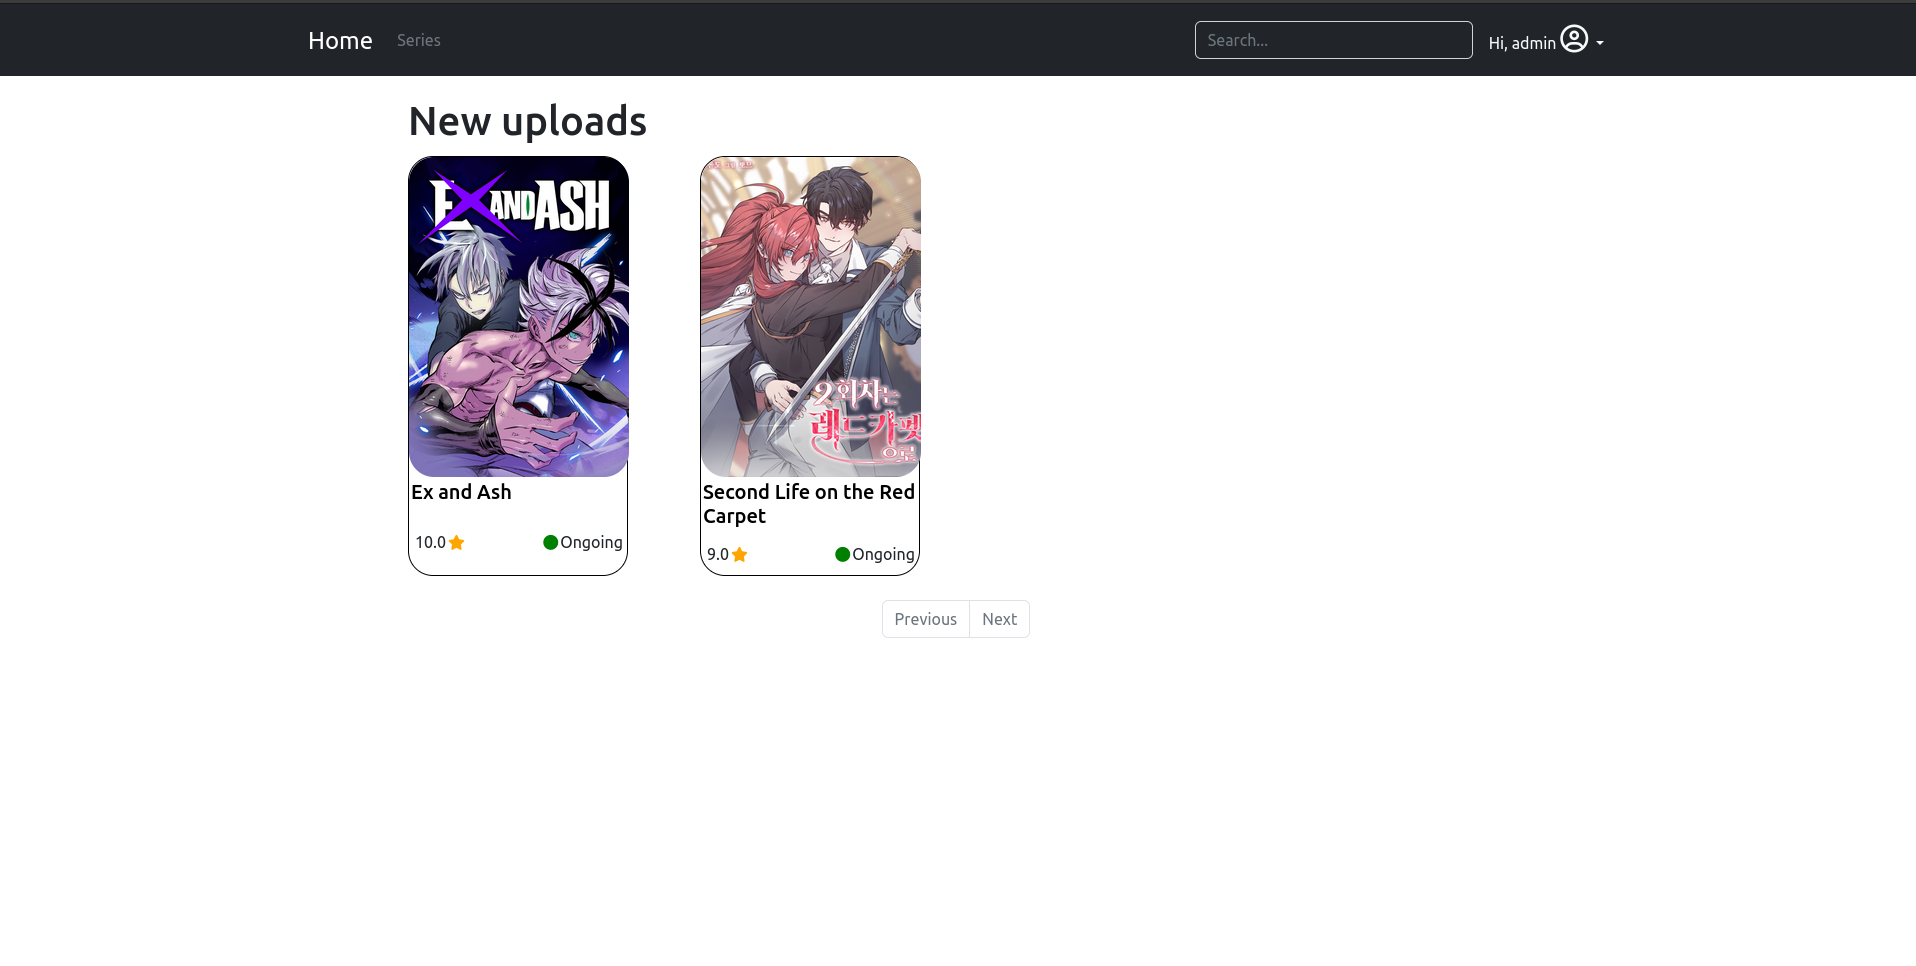 Home Series Search... Hi, admin
New uploads
EX AND ASH
2회차는
레드카펫
으로
Ex and Ash
10.0 Ongoing
Second Life on the Red
Carpet
9.0 Ongoing
Previous Next